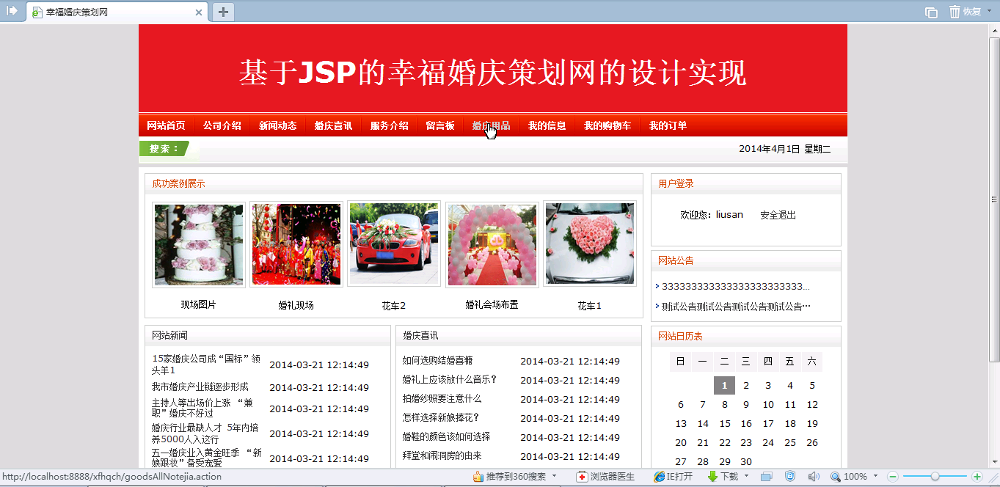 幸福婚庆策划网
恢复
基于JSP的幸福婚庆策划网的设计实现
网站首页 公司介绍 新闻动态 婚庆喜讯 服务介绍 留言板 婚庆用品 我的信息 我的购物车 我的订单
搜索： 2014年4月1日 星期二
成功案例展示
现场图片 婚礼现场 花车2 婚礼会场布置 花车1
用户登录
欢迎您：liusan 安全退出
网站公告
333333333333333333333333...
测试公告测试公告测试公告测试公告…
网站新闻
15家婚庆公司成“国标”领
头羊1 2014-03-21 12:14:49
我市婚庆产业链逐步形成 2014-03-21 12:14:49
主持人等出场价上涨 “兼
职”婚庆不好过 2014-03-21 12:14:49
婚庆行业最缺人才 5年内培
养5000人入这行 2014-03-21 12:14:49
五一婚庆业入黄金旺季 “新
娘跟妆”备受宠爱 2014-03-21 12:14:49
婚庆喜讯
如何选购结婚喜糖 2014-03-21 12:14:49
婚礼上应该放什么音乐? 2014-03-21 12:14:49
拍婚纱照要注意什么 2014-03-21 12:14:49
怎样选择新娘捧花? 2014-03-21 12:14:49
婚鞋的颜色该如何选择 2014-03-21 12:14:49
拜堂和闹洞房的由来 2014-03-21 12:14:49
网站日历表
日 一 二 三 四 五 六
1 2 3 4 5
6 7 8 9 10 11 12
13 14 15 16 17 18 19
20 21 22 23 24 25 26
27 28 29 30
http://localhost:8888/xfhqch/goodsAllNotejia.action 推荐到360搜索 浏览器医生 IE打开 下载 100%